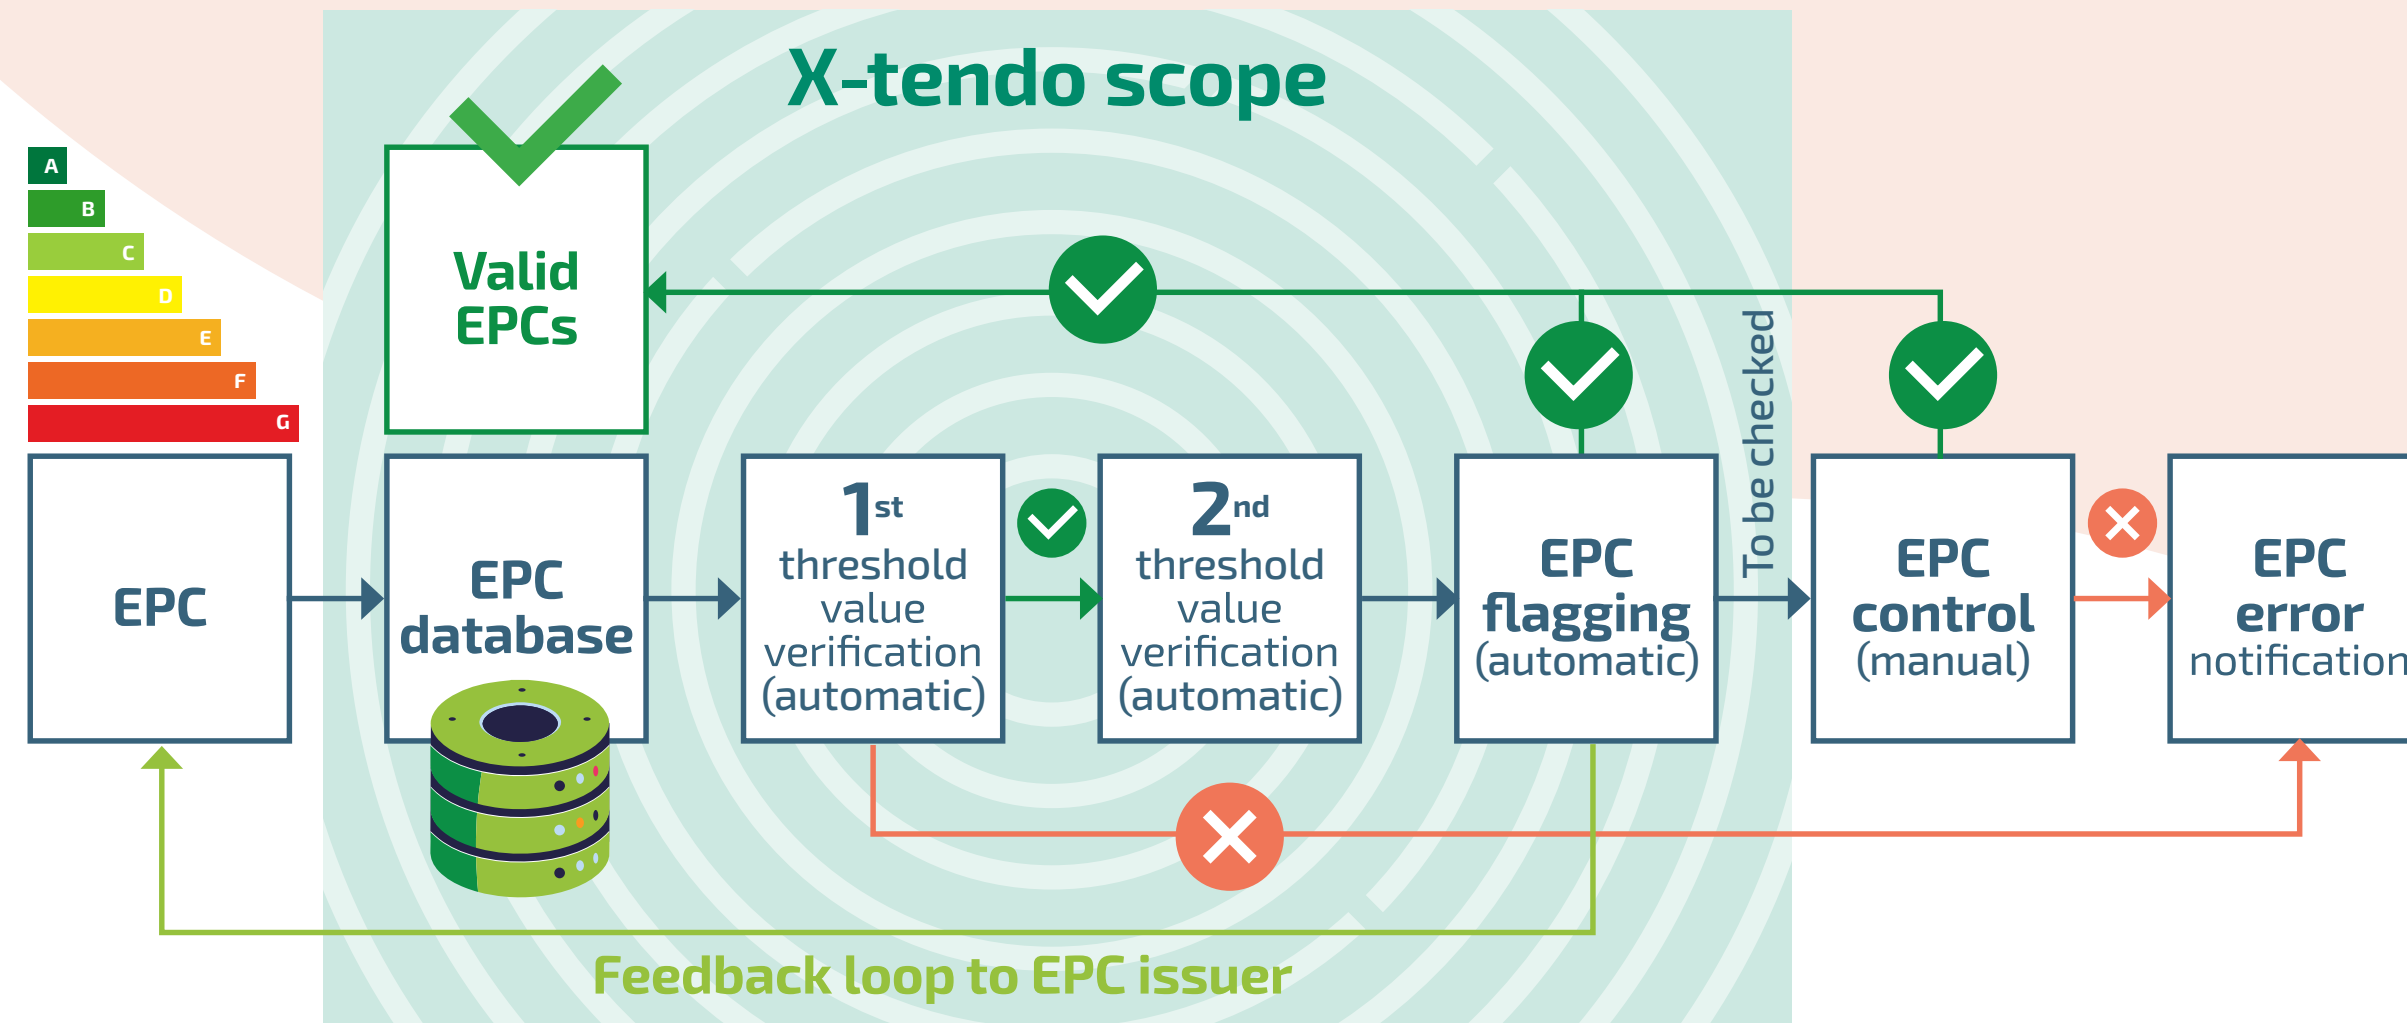 X-tendo scope
A
B
C
D
E
F
G
Valid
EPCs
To be checked
EPC
EPC
database
1st
threshold
value
verification
(automatic)
2nd
threshold
value
verification
(automatic)
EPC
flagging
(automatic)
EPC
control
(manual)
EPC
error
notification
Feedback loop to EPC issuer